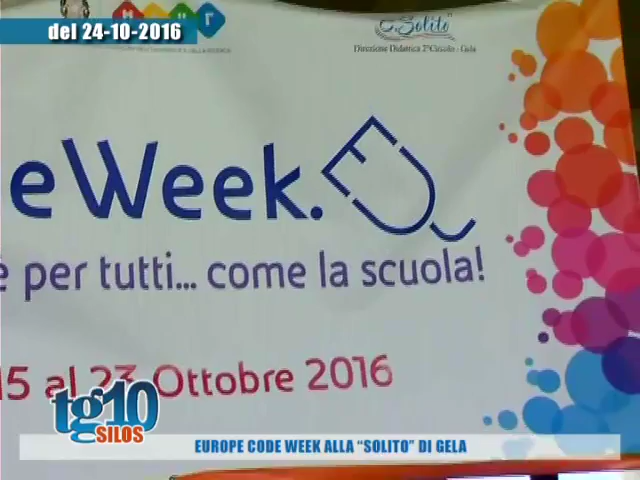 del 24-10-2016
C. Solito"
Direzione Didattica 2° Circolo - Gela
eWeek.EU
è per tutti... come la scuola!
15 al 23 Ottobre 2016
tg10
SILOS
EUROPE CODE WEEK ALLA "SOLITO" DI GELA